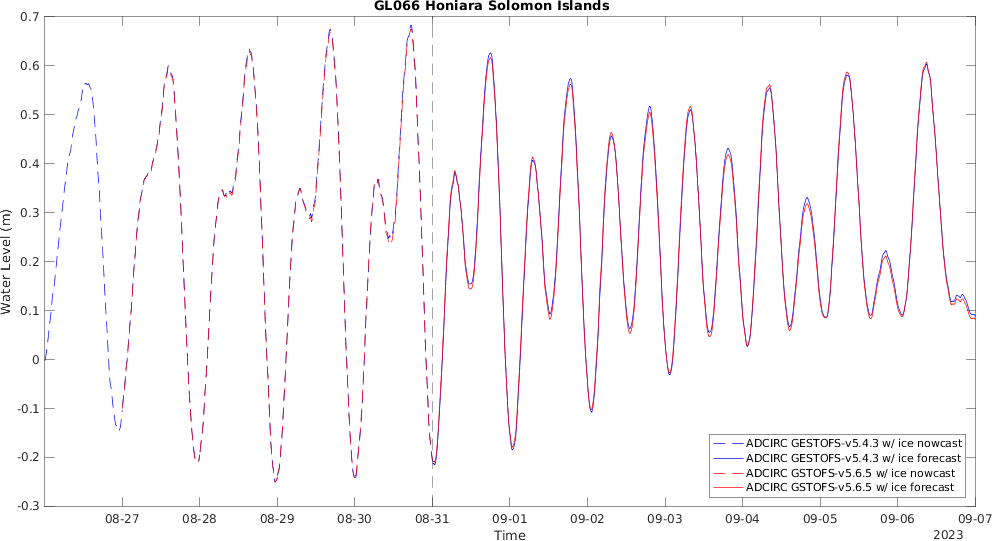 GL066 Honiara Solomon Islands
Water Level (m)
0.7
0.6
0.5
0.4
0.3
0.2
0.1
0
-0.1
-0.2
-0.3
ADCIRC GESTOFS-v5.4.3 w/ ice nowcast
ADCIRC GESTOFS-v5.4.3 w/ ice forecast
ADCIRC GSTOFS-v5.6.5 w/ ice nowcast
ADCIRC GSTOFS-v5.6.5 w/ ice forecast
08-27 08-28 08-29 08-30 08-31 09-01 09-02 09-03 09-04 09-05 09-06 09-07
Time
2023